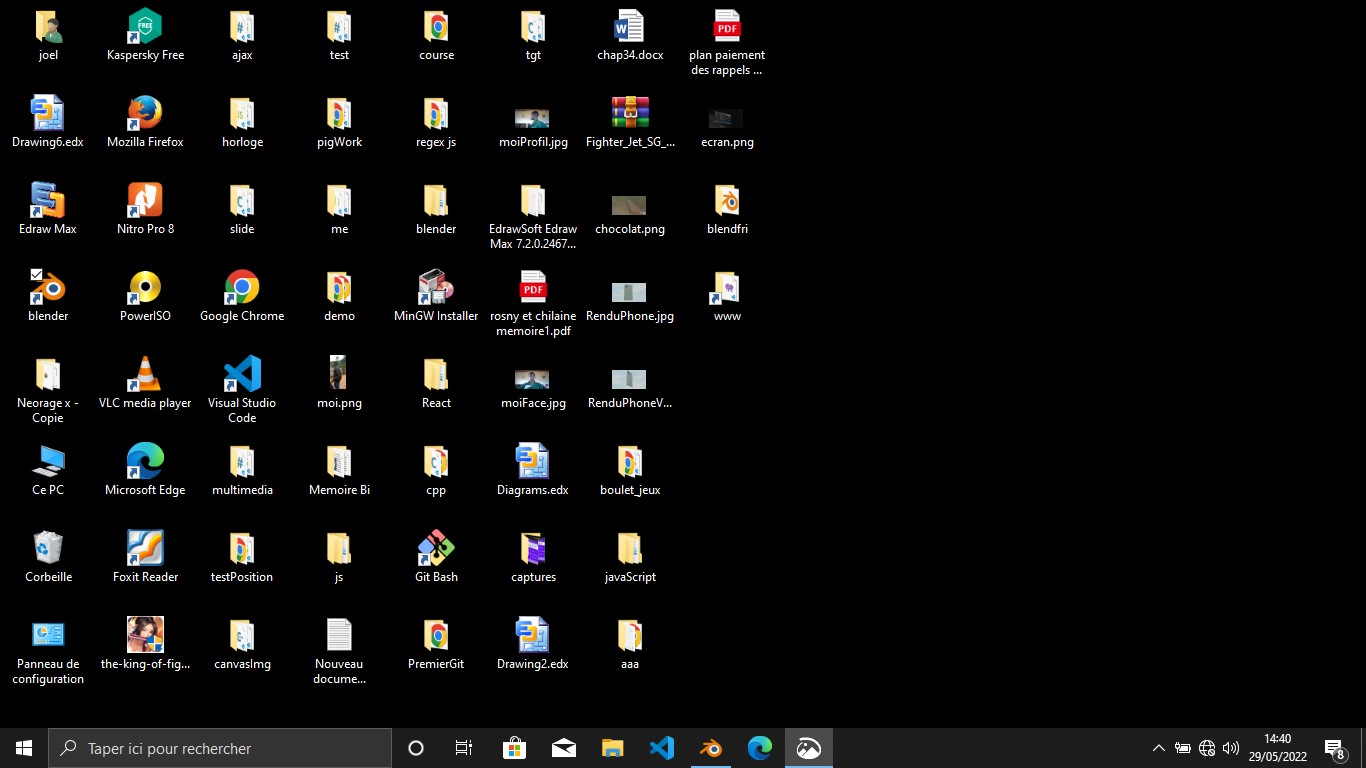 joel
Kaspersky Free
FREE
ajax
test
course
tgt
chap34.docx
plan paiement
des rappels ...
PDF
Drawing6.edx
Mozilla Firefox
horloge
pigWork
regex js
moiProfil.jpg
Fighter_Jet_SG_...
ecran.png
Edraw Max
Nitro Pro 8
slide
me
blender
EdrawSoft Edraw
Max 7.2.0.2467...
chocolat.png
blendfri
blender
PowerISO
Google Chrome
demo
MinGW Installer
PDF
rosny et chilaine
memoire1.pdf
RenduPhone.jpg
www
Neorage x -
Copie
VLC media player
Visual Studio
Code
moi.png
React
moiFace.jpg
RenduPhoneV...
Ce PC
Microsoft Edge
multimedia
Memoire Bi
cpp
Diagrams.edx
boulet_jeux
Corbeille
Foxit Reader
testPosition
js
Git Bash
captures
javaScript
Panneau de
configuration
the-king-of-fig...
canvasImg
Nouveau
docume...
PremierGit
Drawing2.edx
aaa
Taper ici pour rechercher
14:40
29/05/2022
8